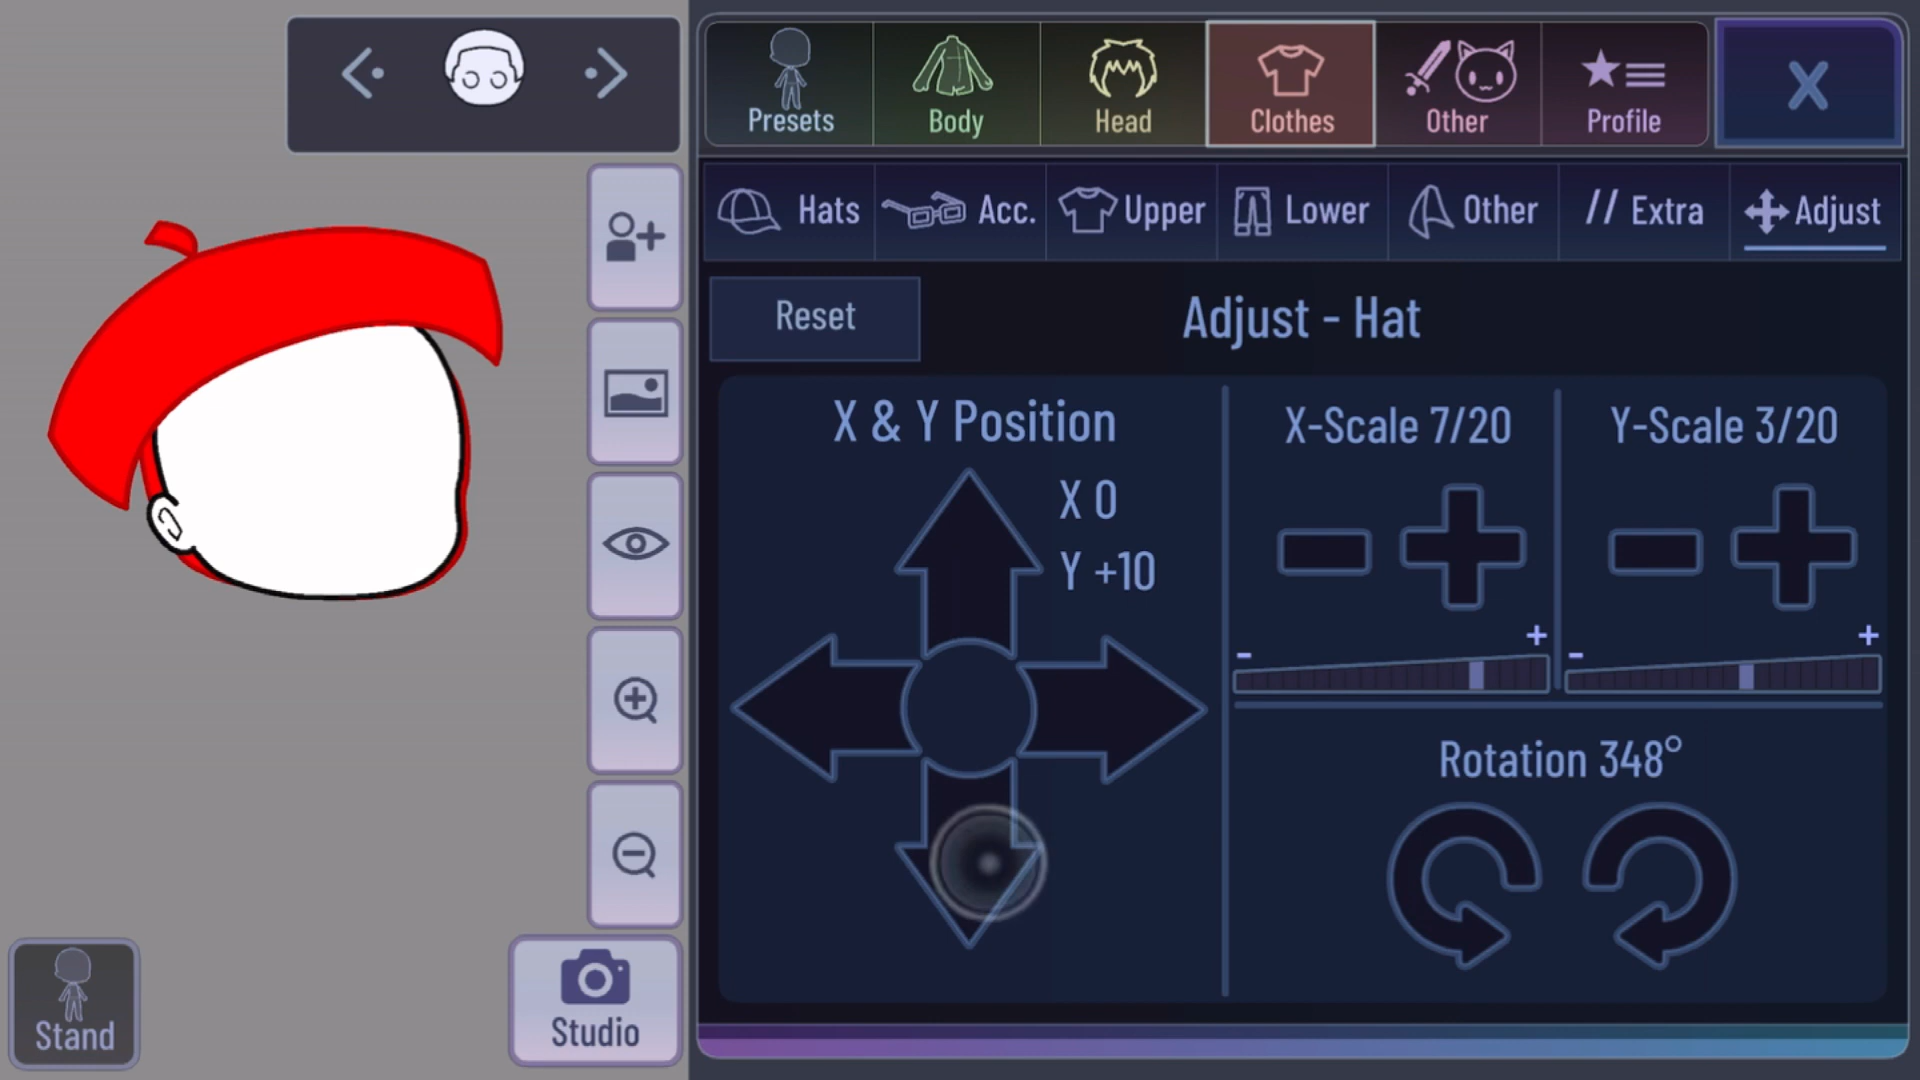 Presets
Body
Head
Clothes
Other
Profile
X
Hats
Acc.
Upper
Lower
Other
// Extra
Adjust
Reset
Adjust - Hat
X & Y Position
X 0
Y +10
X-Scale 7/20
Y-Scale 3/20
- +
- +
Rotation 348°
Stand
Studio